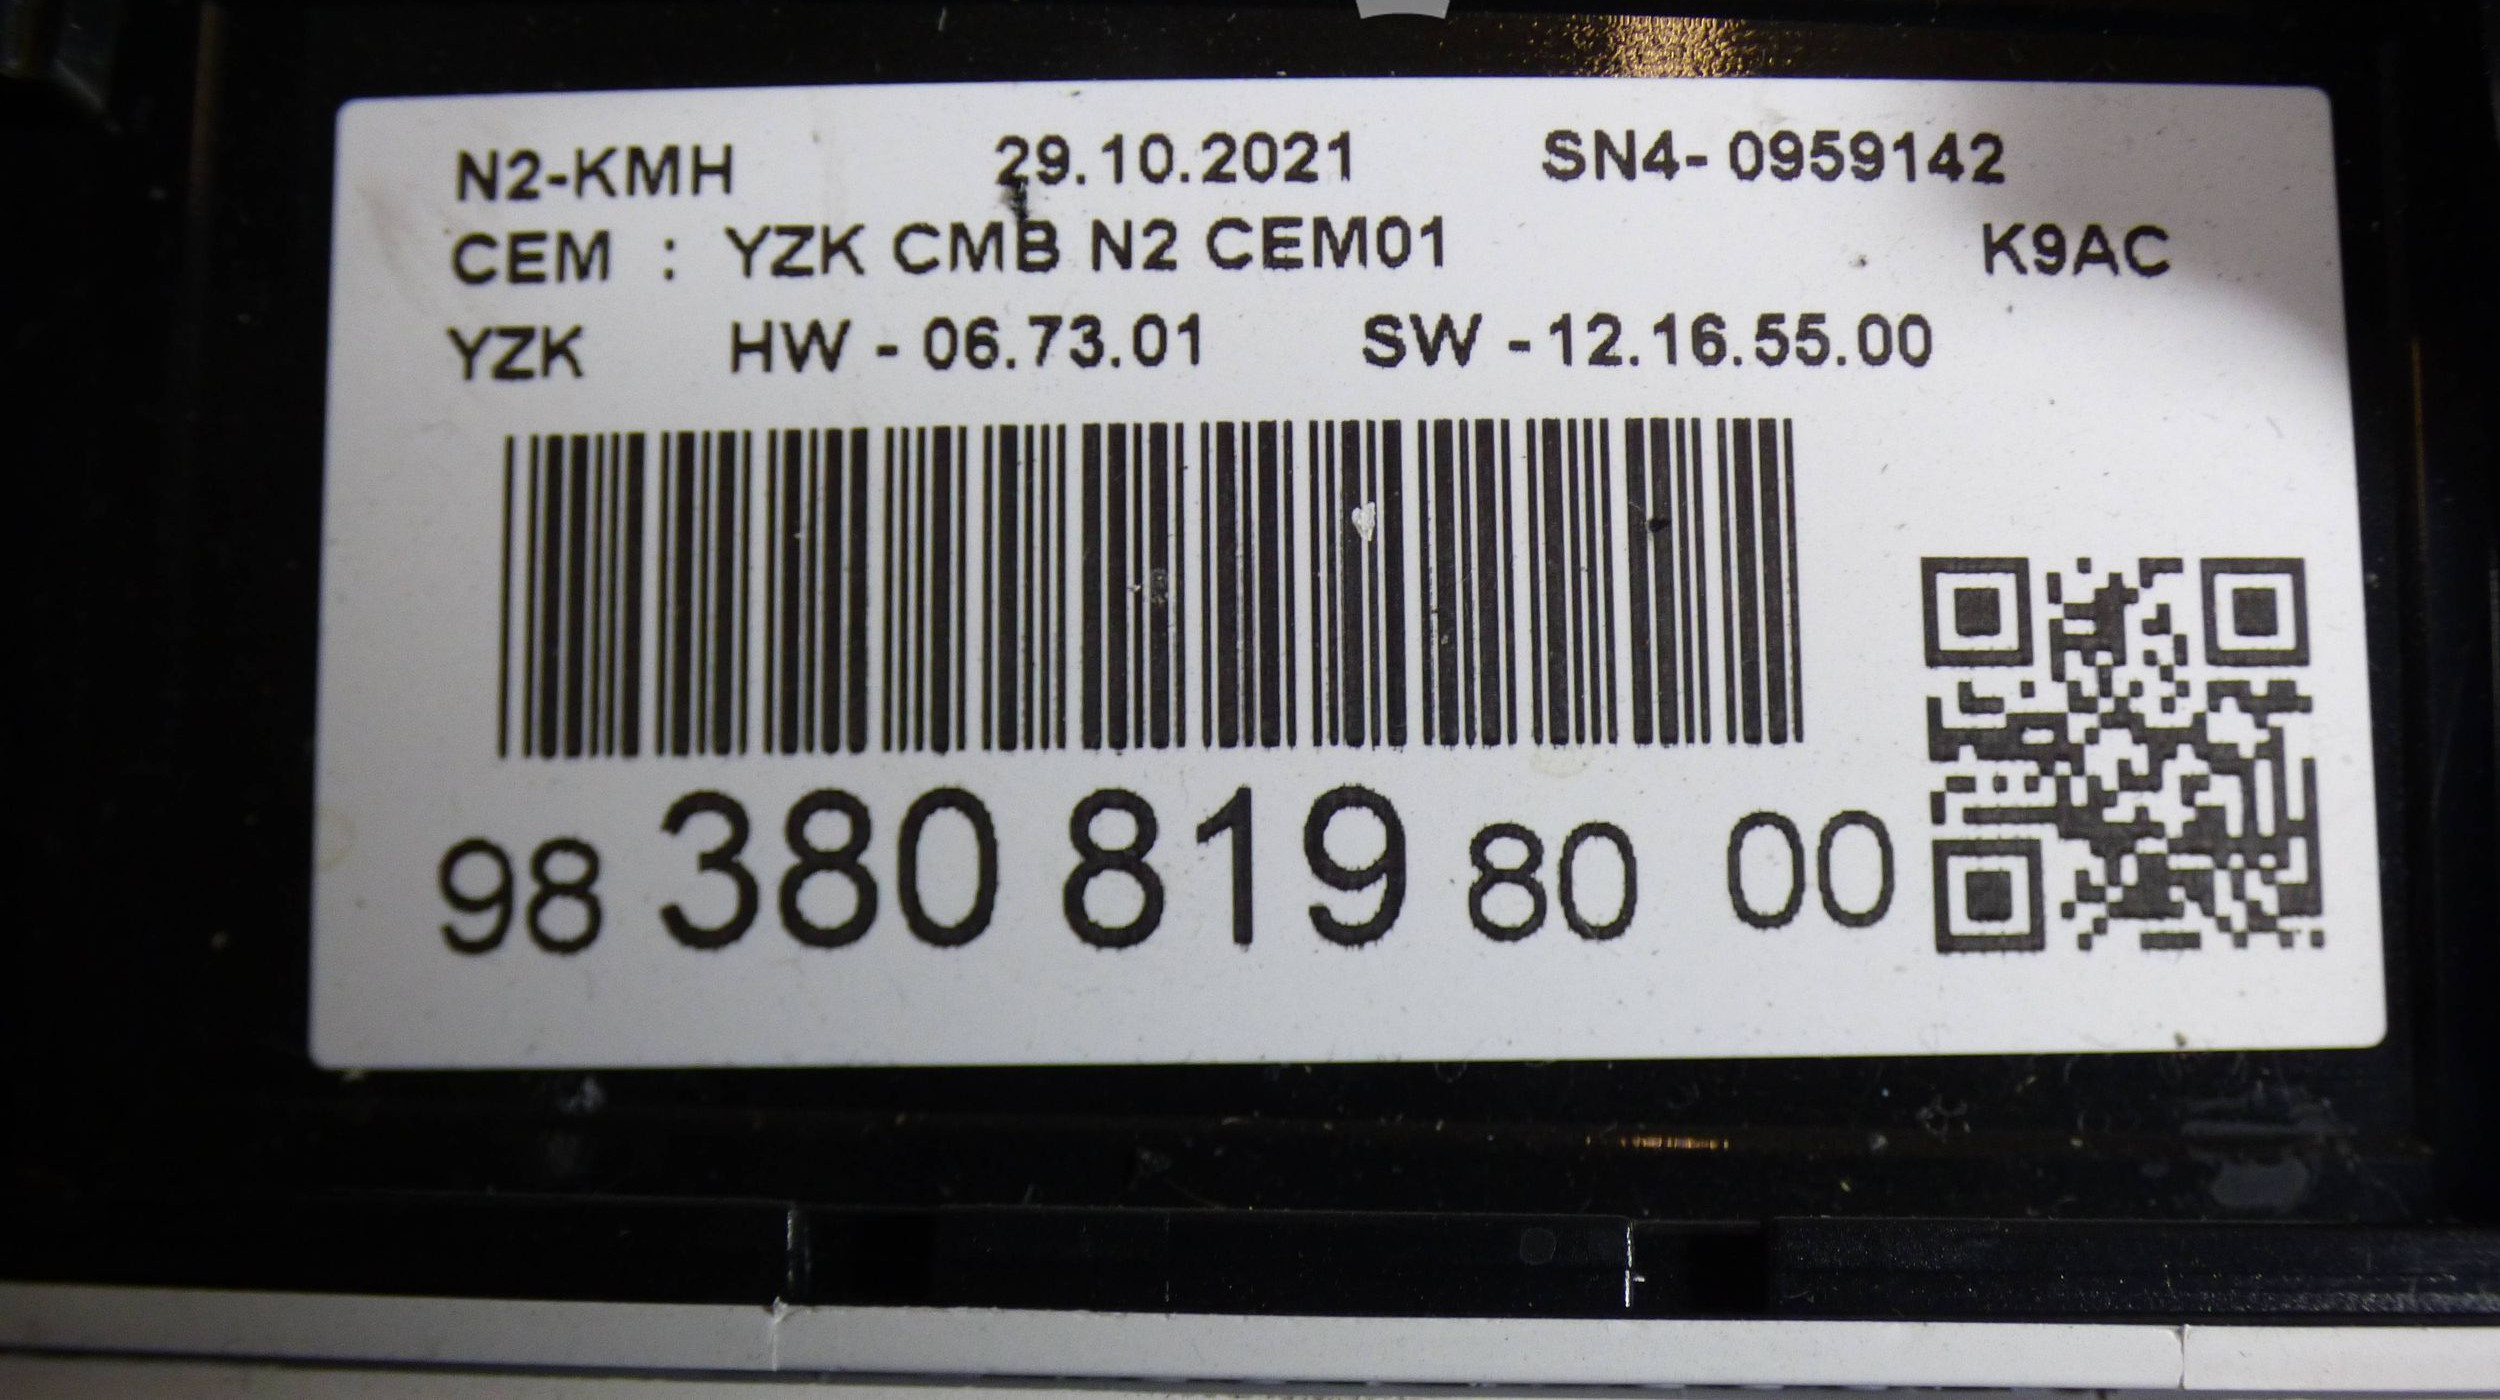 N2-KMH 29.10.2021 SN4- 0959142
CEM : YZK CMB N2 CEM01 K9AC
YZK HW - 06.73.01 SW -12.16.55.00
98 380 819 80 00